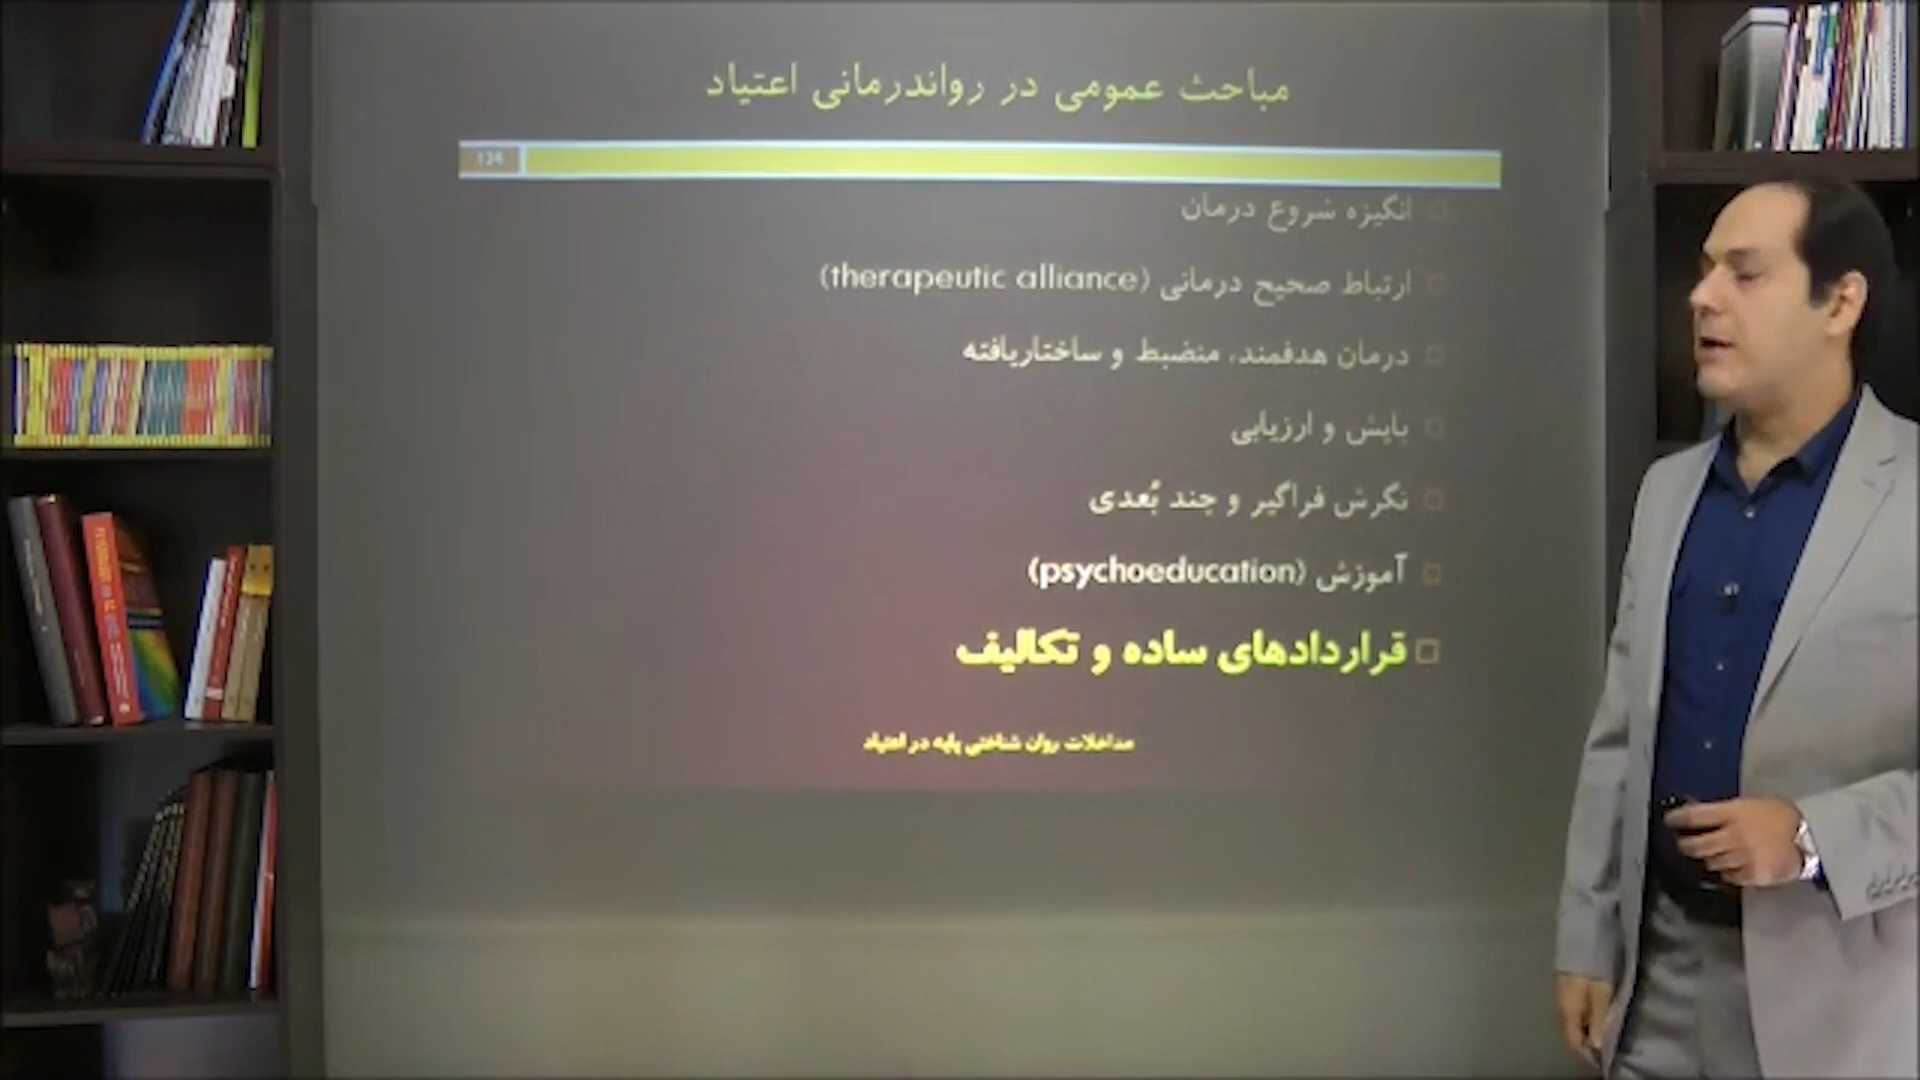 مباحث عمومی در رواندرمانی اعتیاد
134
انگیزه شروع درمان
ارتباط صحیح درمانی (therapeutic alliance)
درمان هدفمند، منضبط و ساختاریافته
پایش و ارزیابی
نگرش فراگیر و چند بُعدی
آموزش (psychoeducation)
قراردادهای ساده و تکالیف
مداخلات روان شناختی پایه در اعتیاد